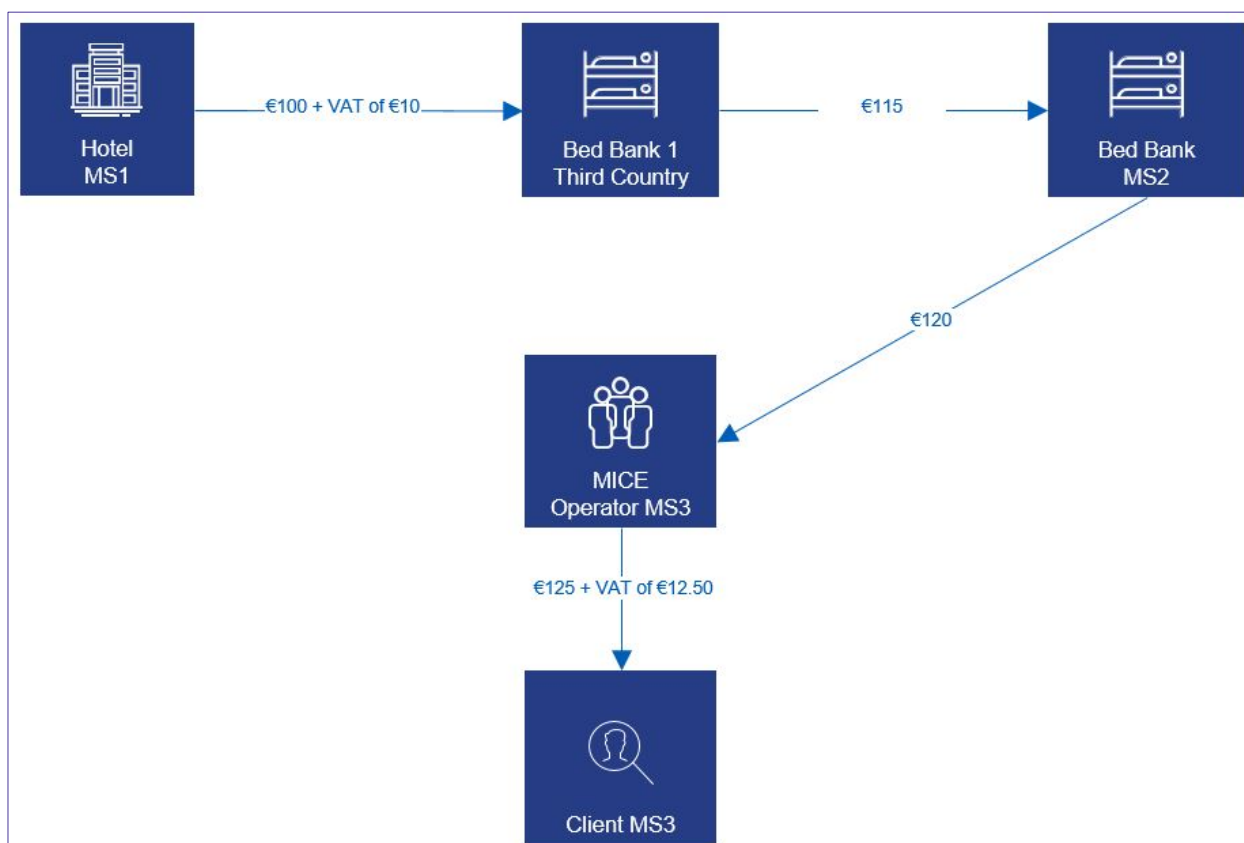 Hotel
MS1
€100 + VAT of €10
Bed Bank 1
Third Country
€115
Bed Bank
MS2
€120
MICE
Operator MS3
€125 + VAT of €12.50
Client MS3